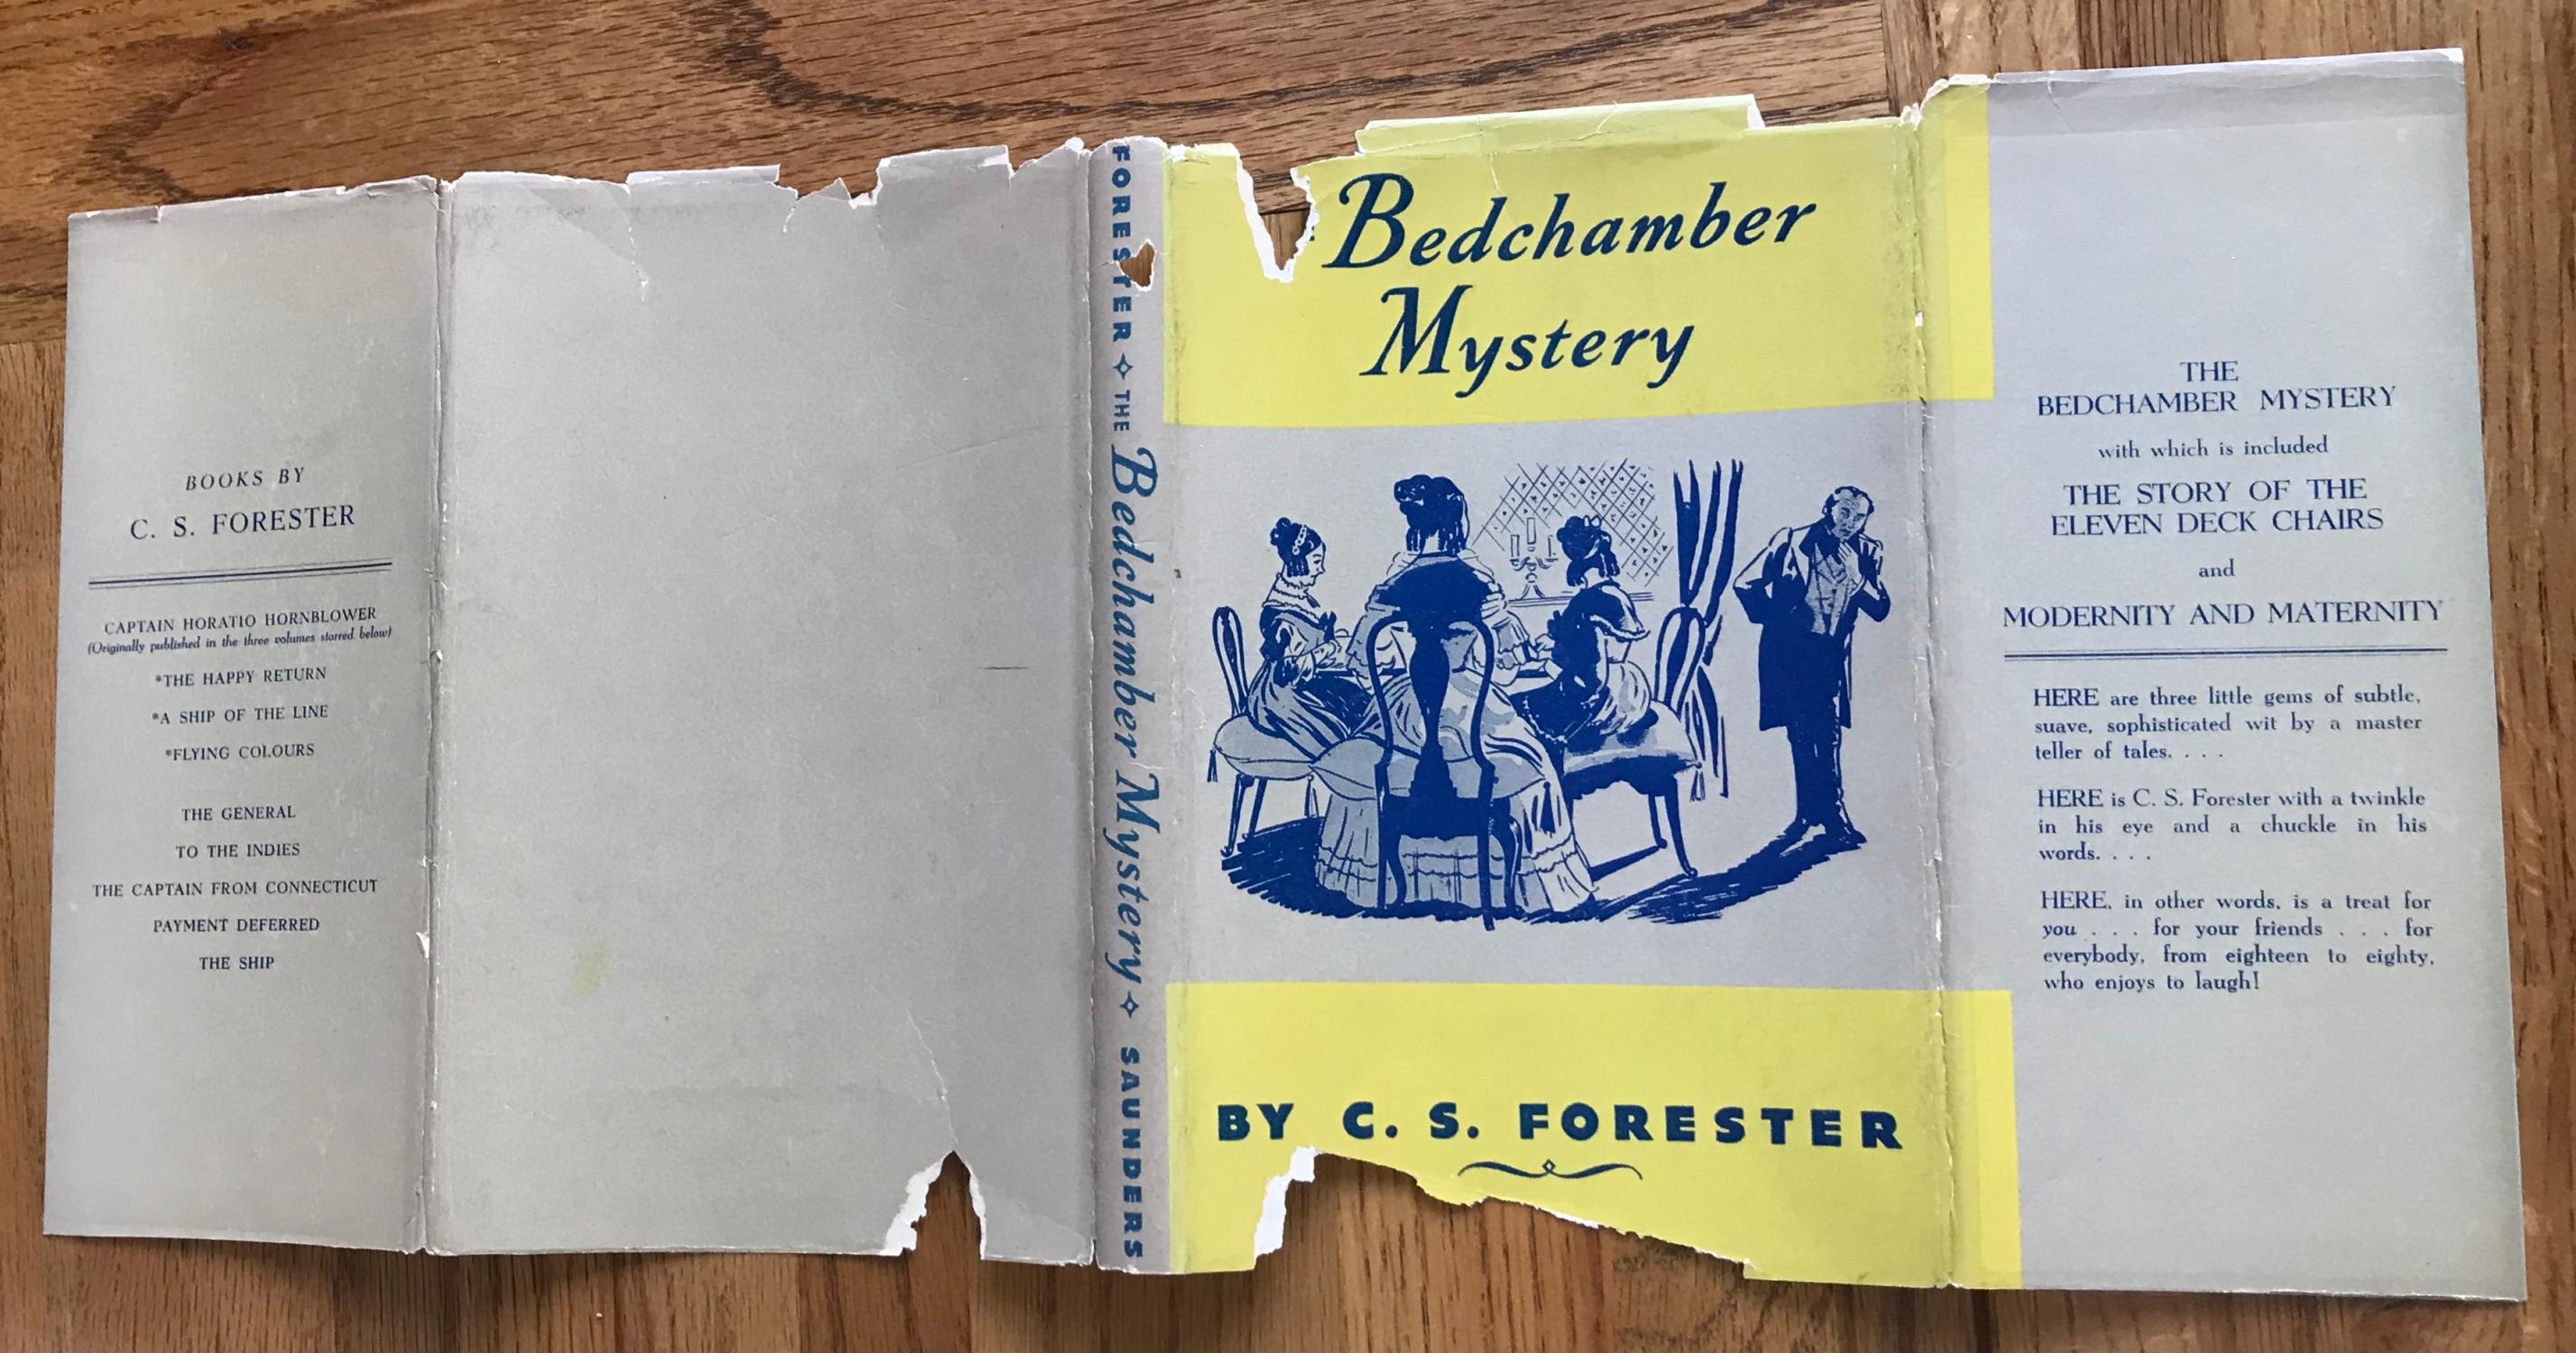 BOOKS BY
C. S. FORESTER
CAPTAIN HORATIO HORNBLOWER
(Originally published in the three volumes starred below)
*THE HAPPY RETURN
*A SHIP OF THE LINE
*FLYING COLOURS
THE GENERAL
TO THE INDIES
THE CAPTAIN FROM CONNECTICUT
PAYMENT DEFERRED
THE SHIP
FORESTER ✧ THE Bedchamber Mystery ✧ SAUNDERS
Bedchamber
Mystery
BY C. S. FORESTER
THE
BEDCHAMBER MYSTERY
with which is included
THE STORY OF THE
ELEVEN DECK CHAIRS
and
MODERNITY AND MATERNITY
HERE are three little gems of subtle,
suave, sophisticated wit by a master
teller of tales. . . .
HERE is C. S. Forester with a twinkle
in his eye and a chuckle in his
words. . . .
HERE, in other words, is a treat for
you . . . for your friends . . . for
everybody, from eighteen to eighty,
who enjoys to laugh!